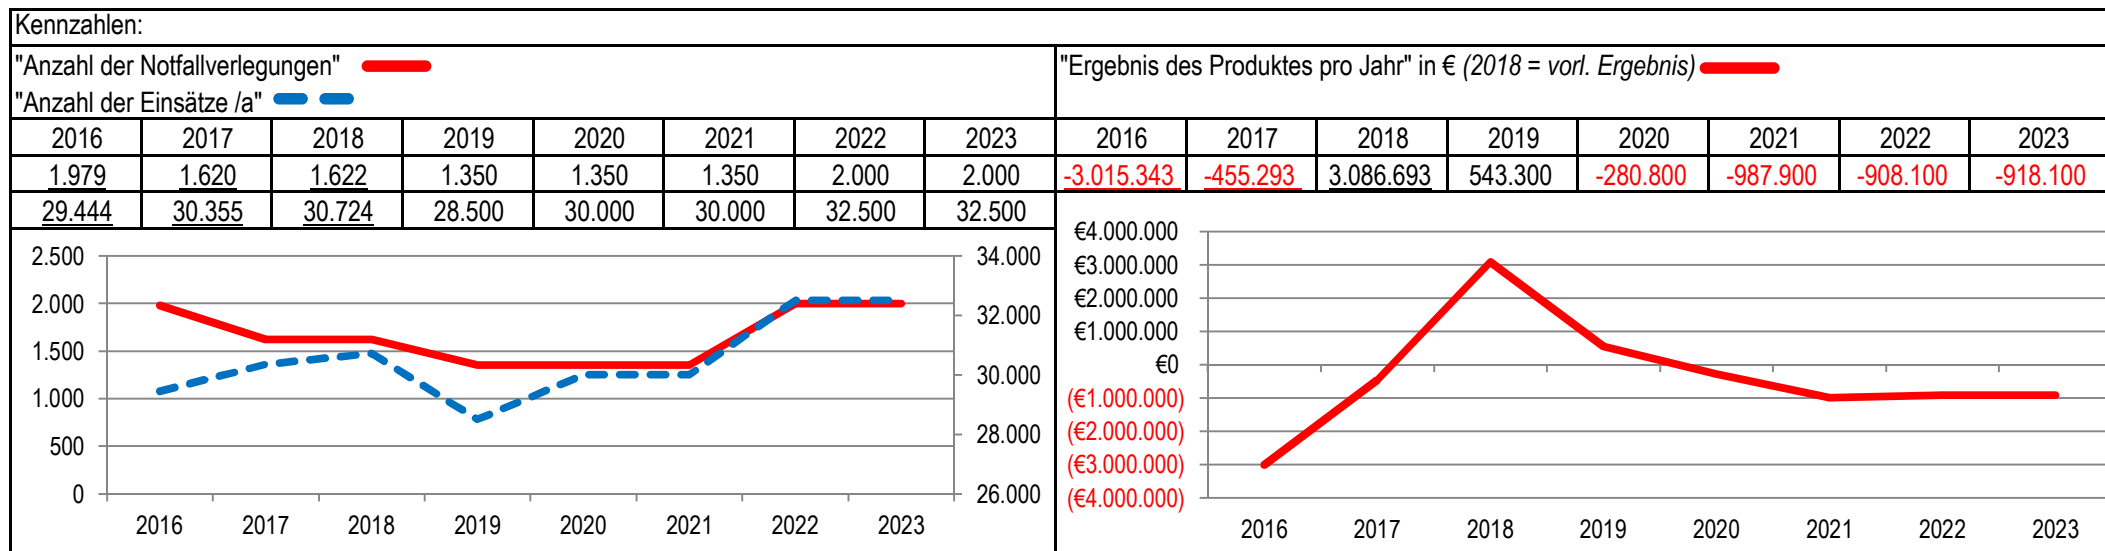 Kennzahlen:
"Anzahl der Notfallverlegungen"
"Anzahl der Einsätze /a"
2016 2017 2018 2019 2020 2021 2022 2023
1.979 1.620 1.622 1.350 1.350 1.350 2.000 2.000
29.444 30.355 30.724 28.500 30.000 30.000 32.500 32.500
2.500 34.000
2.000 32.000
1.500
1.000 30.000
500 28.000
0 26.000
2016 2017 2018 2019 2020 2021 2022 2023
"Ergebnis des Produktes pro Jahr" in € (2018 = vorl. Ergebnis)
2016 2017 2018 2019 2020 2021 2022 2023
-3.015.343 -455.293 3.086.693 543.300 -280.800 -987.900 -908.100 -918.100
€4.000.000
€3.000.000
€2.000.000
€1.000.000
€0
(€1.000.000)
(€2.000.000)
(€3.000.000)
(€4.000.000)
2016 2017 2018 2019 2020 2021 2022 2023